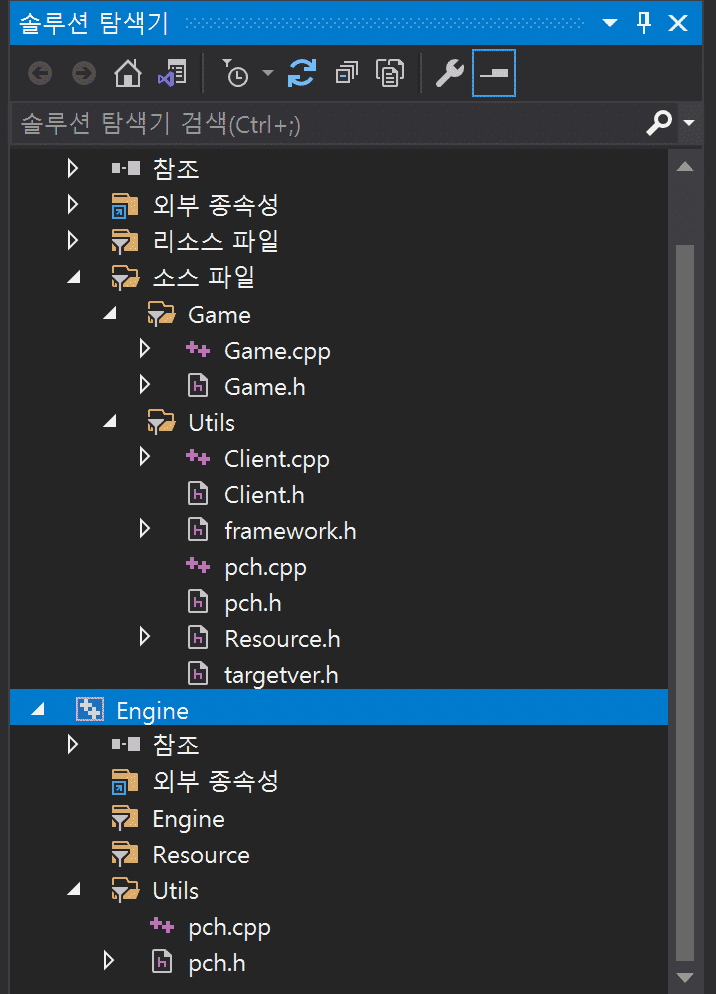 솔루션 탐색기
솔루션 탐색기 검색(Ctrl+;)
참조
외부 종속성
리소스 파일
소스 파일
Game
Game.cpp
Game.h
Utils
Client.cpp
Client.h
framework.h
pch.cpp
pch.h
Resource.h
targetver.h
Engine
참조
외부 종속성
Engine
Resource
Utils
pch.cpp
pch.h